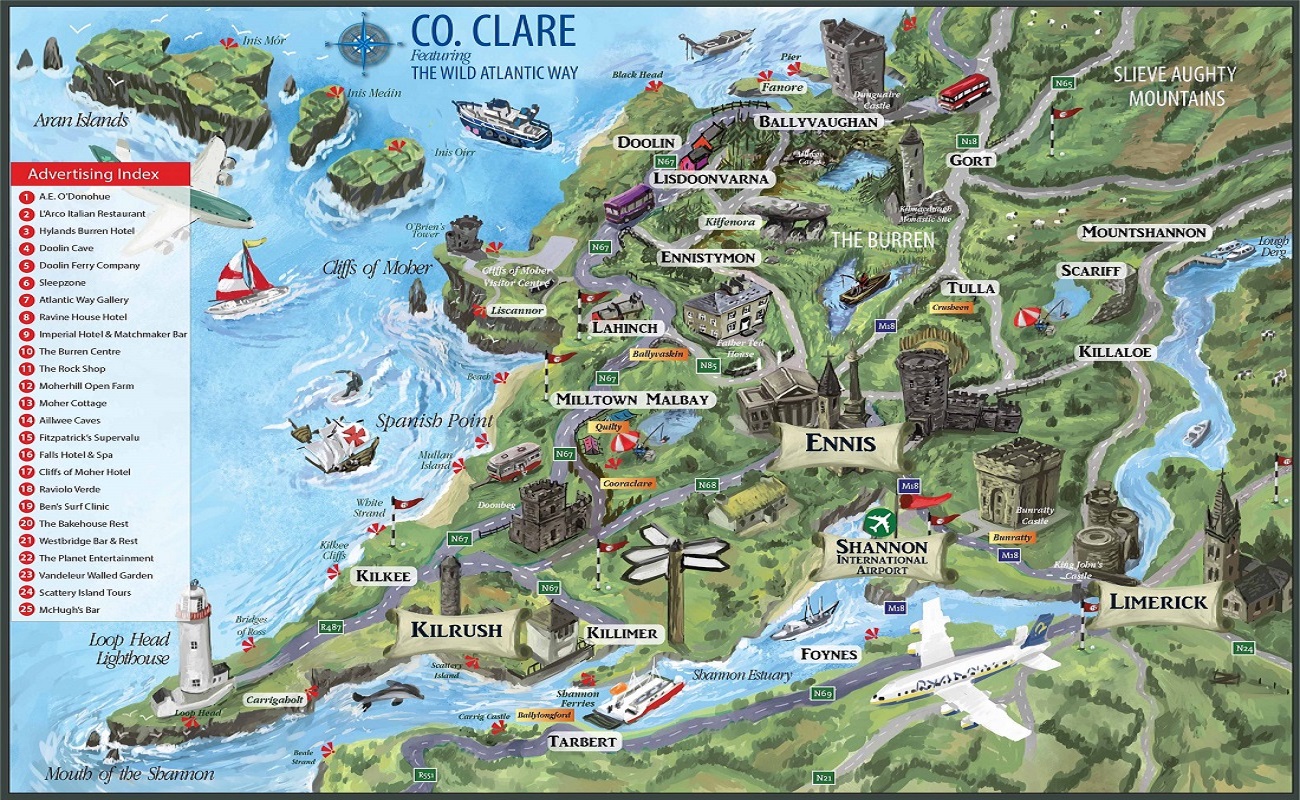 CO. CLARE
Featuring
THE WILD ATLANTIC WAY
Inis Mór
Inis Meáin
Aran Islands
Inis Oirr
Black Head
Pier
Fanore
Dunguaire
Castle
N65
SLIEVE AUGHTY
MOUNTAINS
BALLYVAUGHAN
DOOLIN
N67
N18
GORT
LISDOONVARNA
Kilfenora
Kilmacduagh
Monastic Site
THE BURREN
MOUNTSHANNON
Lough
Derg
O'Brien's
Tower
Cliffs of Moher
Cliffs of Moher
Visitor Centre
N67
ENNISTYMON
SCARIFF
TULLA
Crusheen
Liscannor
LAHINCH
M18
Father Ted
House
Ballyvaskin
N85
KILLALOE
Beach
N67
MILLTOWN MALBAY
Spanish Point
Quilty
ENNIS
Mullan
Island
N67
Cooraclare
N68
M18
White
Strand
Doonbeg
Bunratty
Castle
Kilkee
Cliffs
N67
SHANNON
INTERNATIONAL
AIRPORT
Bunratty
M18
King John's
Castle
KILKEE
N67
M18
LIMERICK
Bridges
of Ross
R487
KILRUSH
KILLIMER
N24
Loop Head
Lighthouse
Scattery
Island
FOYNES
Shannon Estuary
Carrigaholt
Loop Head
Shannon
Ferries
N69
Carrig Castle
Ballylongford
TARBERT
Beale
Strand
Mouth of the Shannon
R551
N21
Advertising Index
1 A.E. O'Donohue
2 L'Arco Italian Restaurant
3 Hylands Burren Hotel
4 Doolin Cave
5 Doolin Ferry Company
6 Sleepzone
7 Atlantic Way Gallery
8 Ravine House Hotel
9 Imperial Hotel & Matchmaker Bar
10 The Burren Centre
11 The Rock Shop
12 Moherhill Open Farm
13 Moher Cottage
14 Aillwee Caves
15 Fitzpatrick's Supervalu
16 Falls Hotel & Spa
17 Cliffs of Moher Hotel
18 Raviolo Verde
19 Ben's Surf Clinic
20 The Bakehouse Rest
21 Westbridge Bar & Rest
22 The Planet Entertainment
23 Vandeleur Walled Garden
24 Scattery Island Tours
25 McHugh's Bar